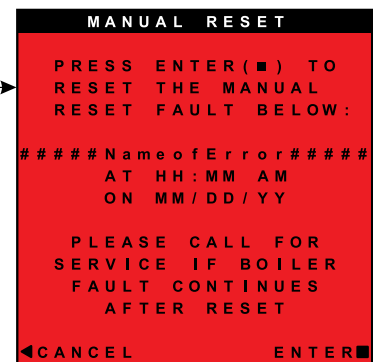 MANUAL RESET
PRESS ENTER(■) TO
RESET THE MANUAL
RESET FAULT BELOW:
#####NameofError#####
AT HH:MM AM
ON MM/DD/YY
PLEASE CALL FOR
SERVICE IF BOILER
FAULT CONTINUES
AFTER RESET
◀CANCEL ENTER■